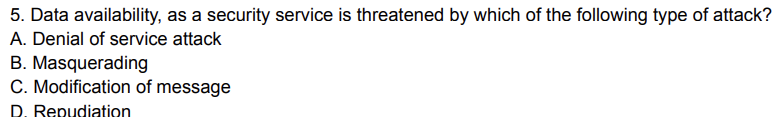 5. Data availability, as a security service is threatened by which of the following type of attack?
A. Denial of service attack
B. Masquerading
C. Modification of message
D. Repudiation